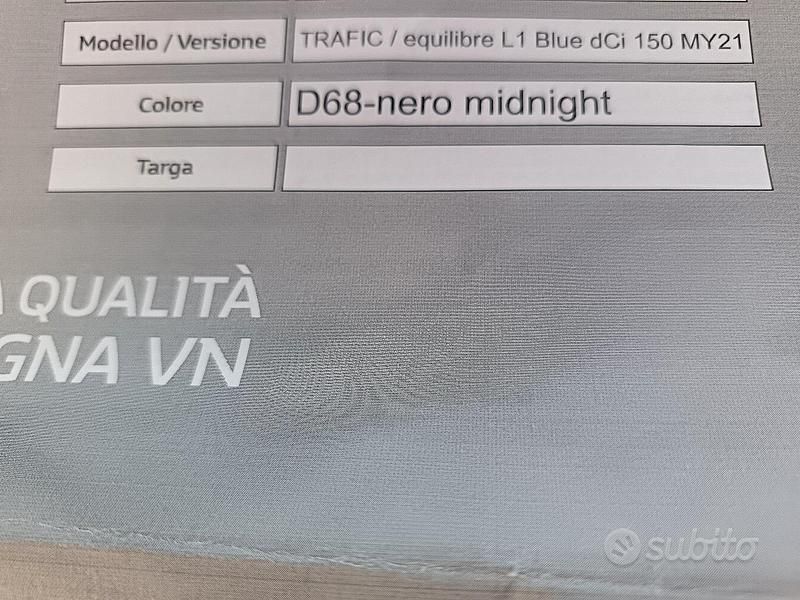 Modello / Versione TRAFIC / equilibre L1 Blue dCi 150 MY21
Colore D68-nero midnight
Targa
A QUALITÀ
GNA VN
subito